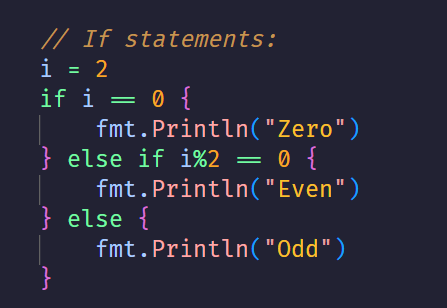 // If statements:
i = 2
if i == 0 {
    fmt.Println("Zero")
} else if i%2 == 0 {
    fmt.Println("Even")
} else {
    fmt.Println("Odd")
}